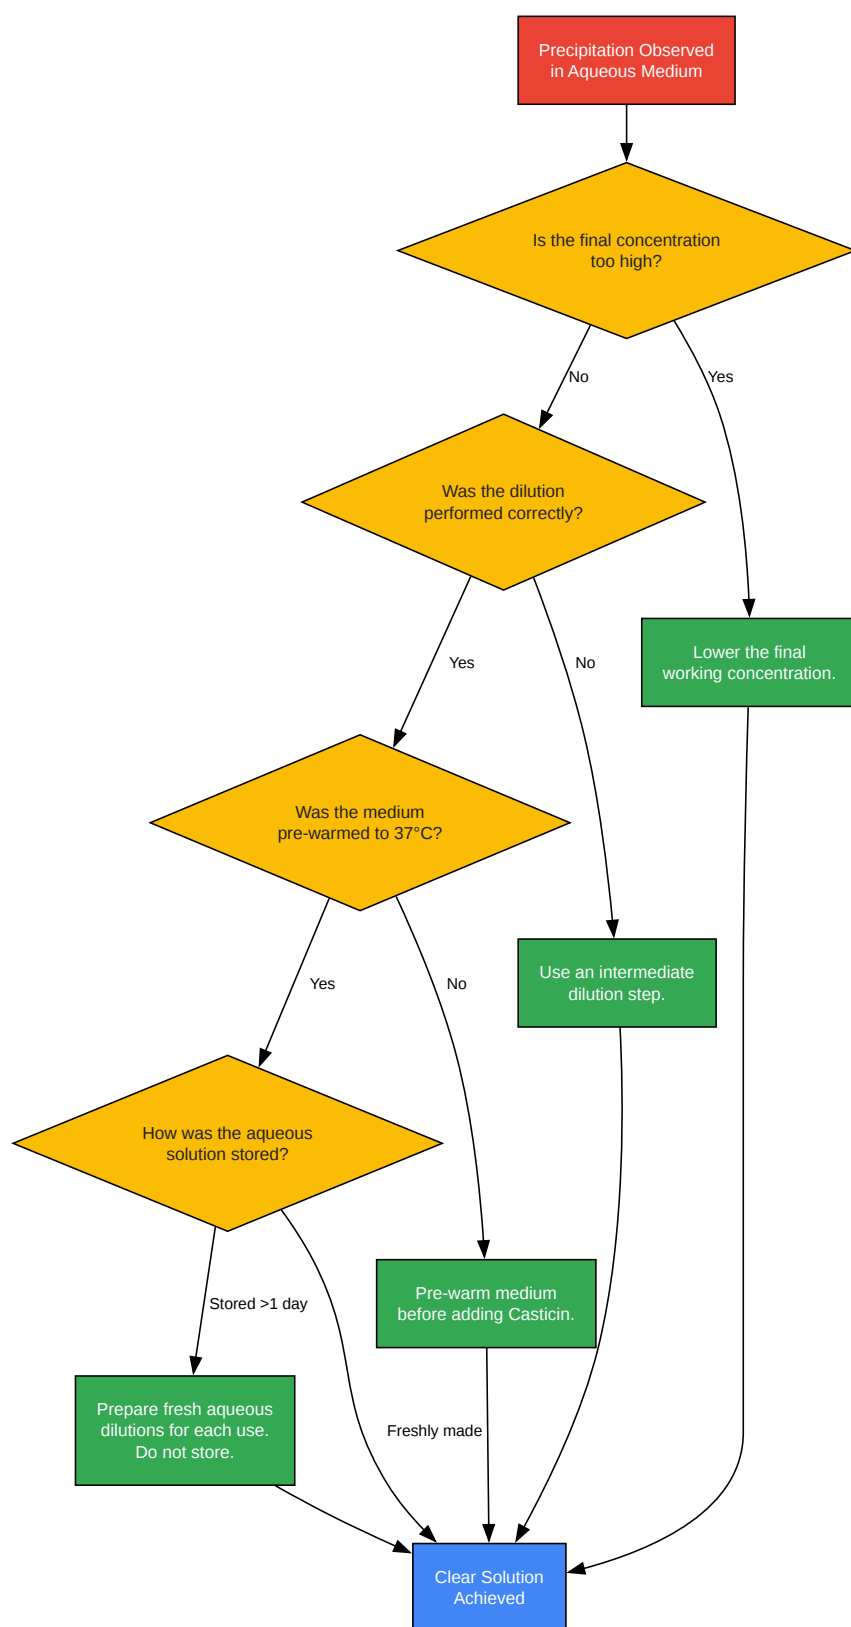 Precipitation Observed
in Aqueous Medium
Is the final concentration
too high?
No
Yes
Was the dilution
performed correctly?
Lower the final
working concentration.
Yes
No
Was the medium
pre-warmed to 37°C?
Use an intermediate
dilution step.
Yes
No
How was the aqueous
solution stored?
Stored >1 day
Pre-warm medium
before adding Casticin.
Prepare fresh aqueous
dilutions for each use.
Do not store.
Freshly made
Clear Solution
Achieved